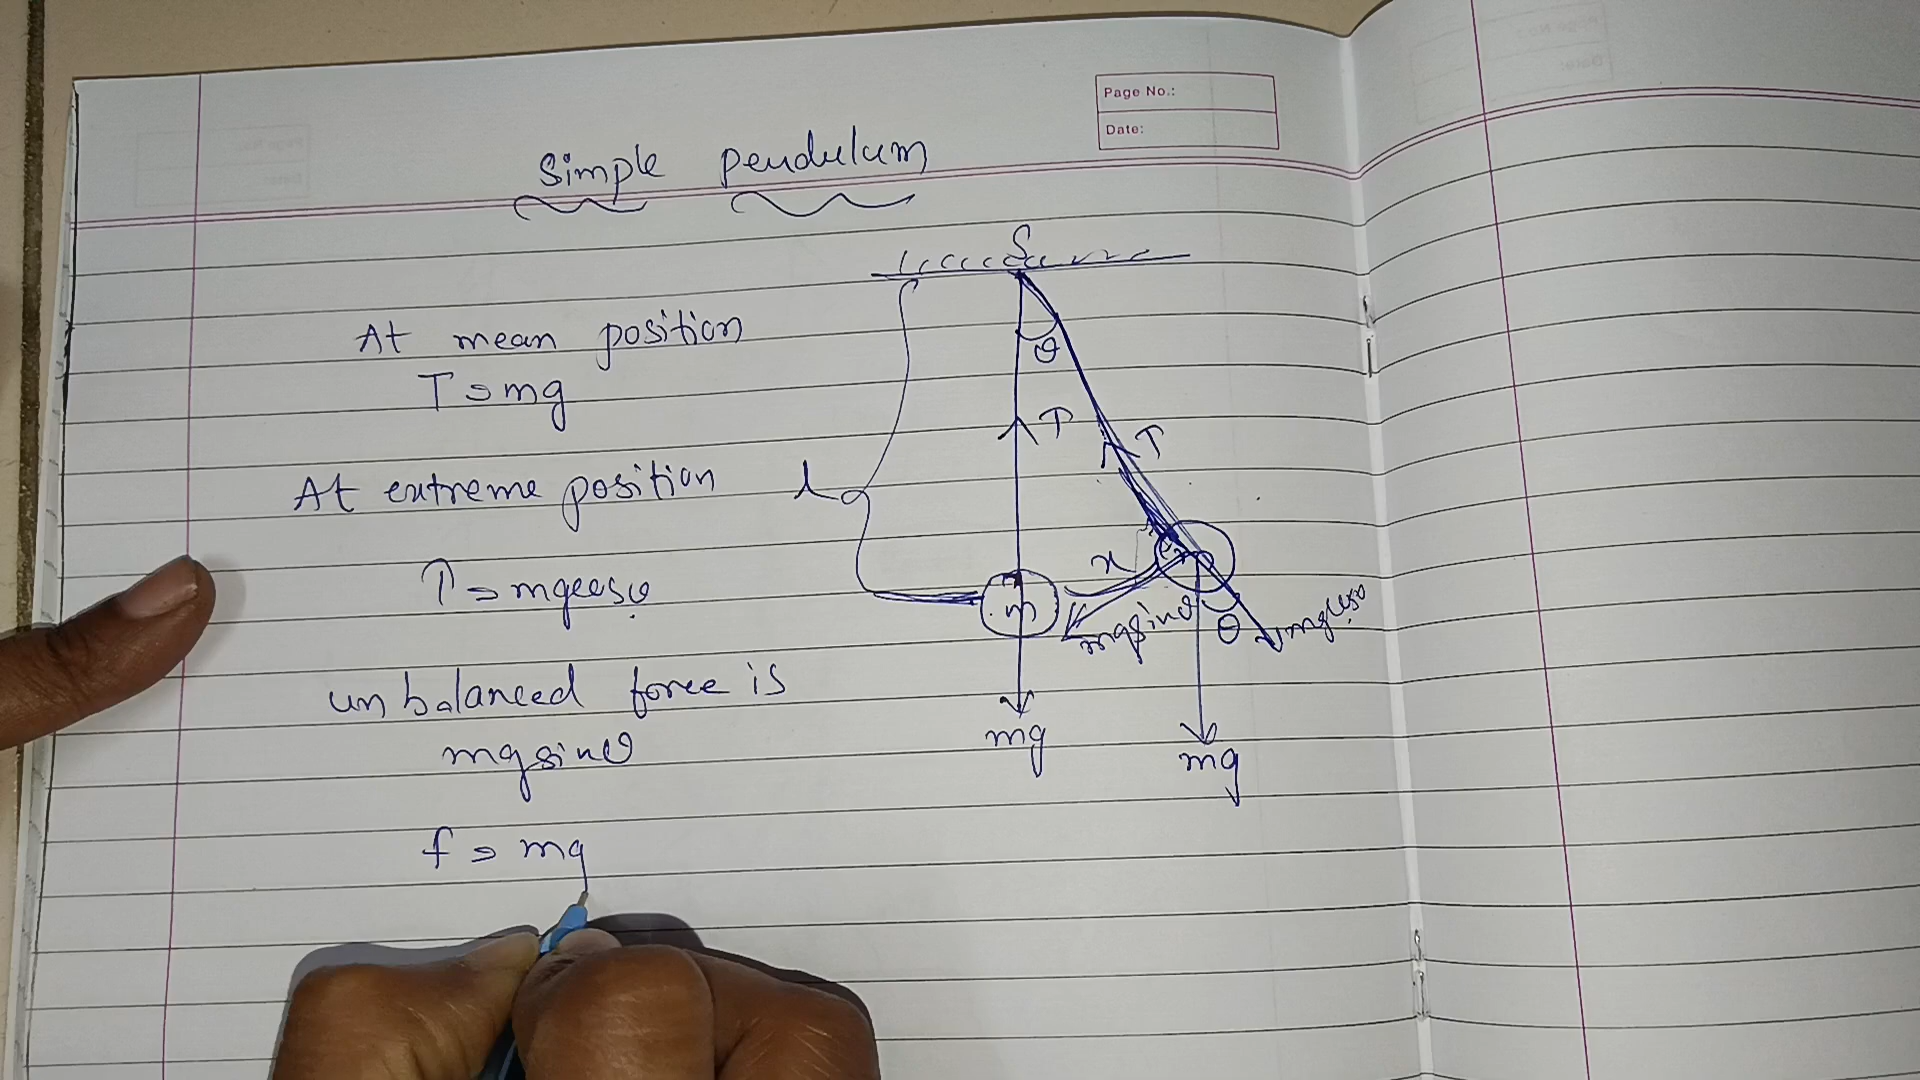 Page No.:
Date:
Simple pendulum
S
At mean position
θ
T = mg
T
T
At extreme position
l
x
T = mgcosθ
m
mgsinθ
θ
mgcosθ
unbalanced force is
mg
mgsinθ
mg
f = mg